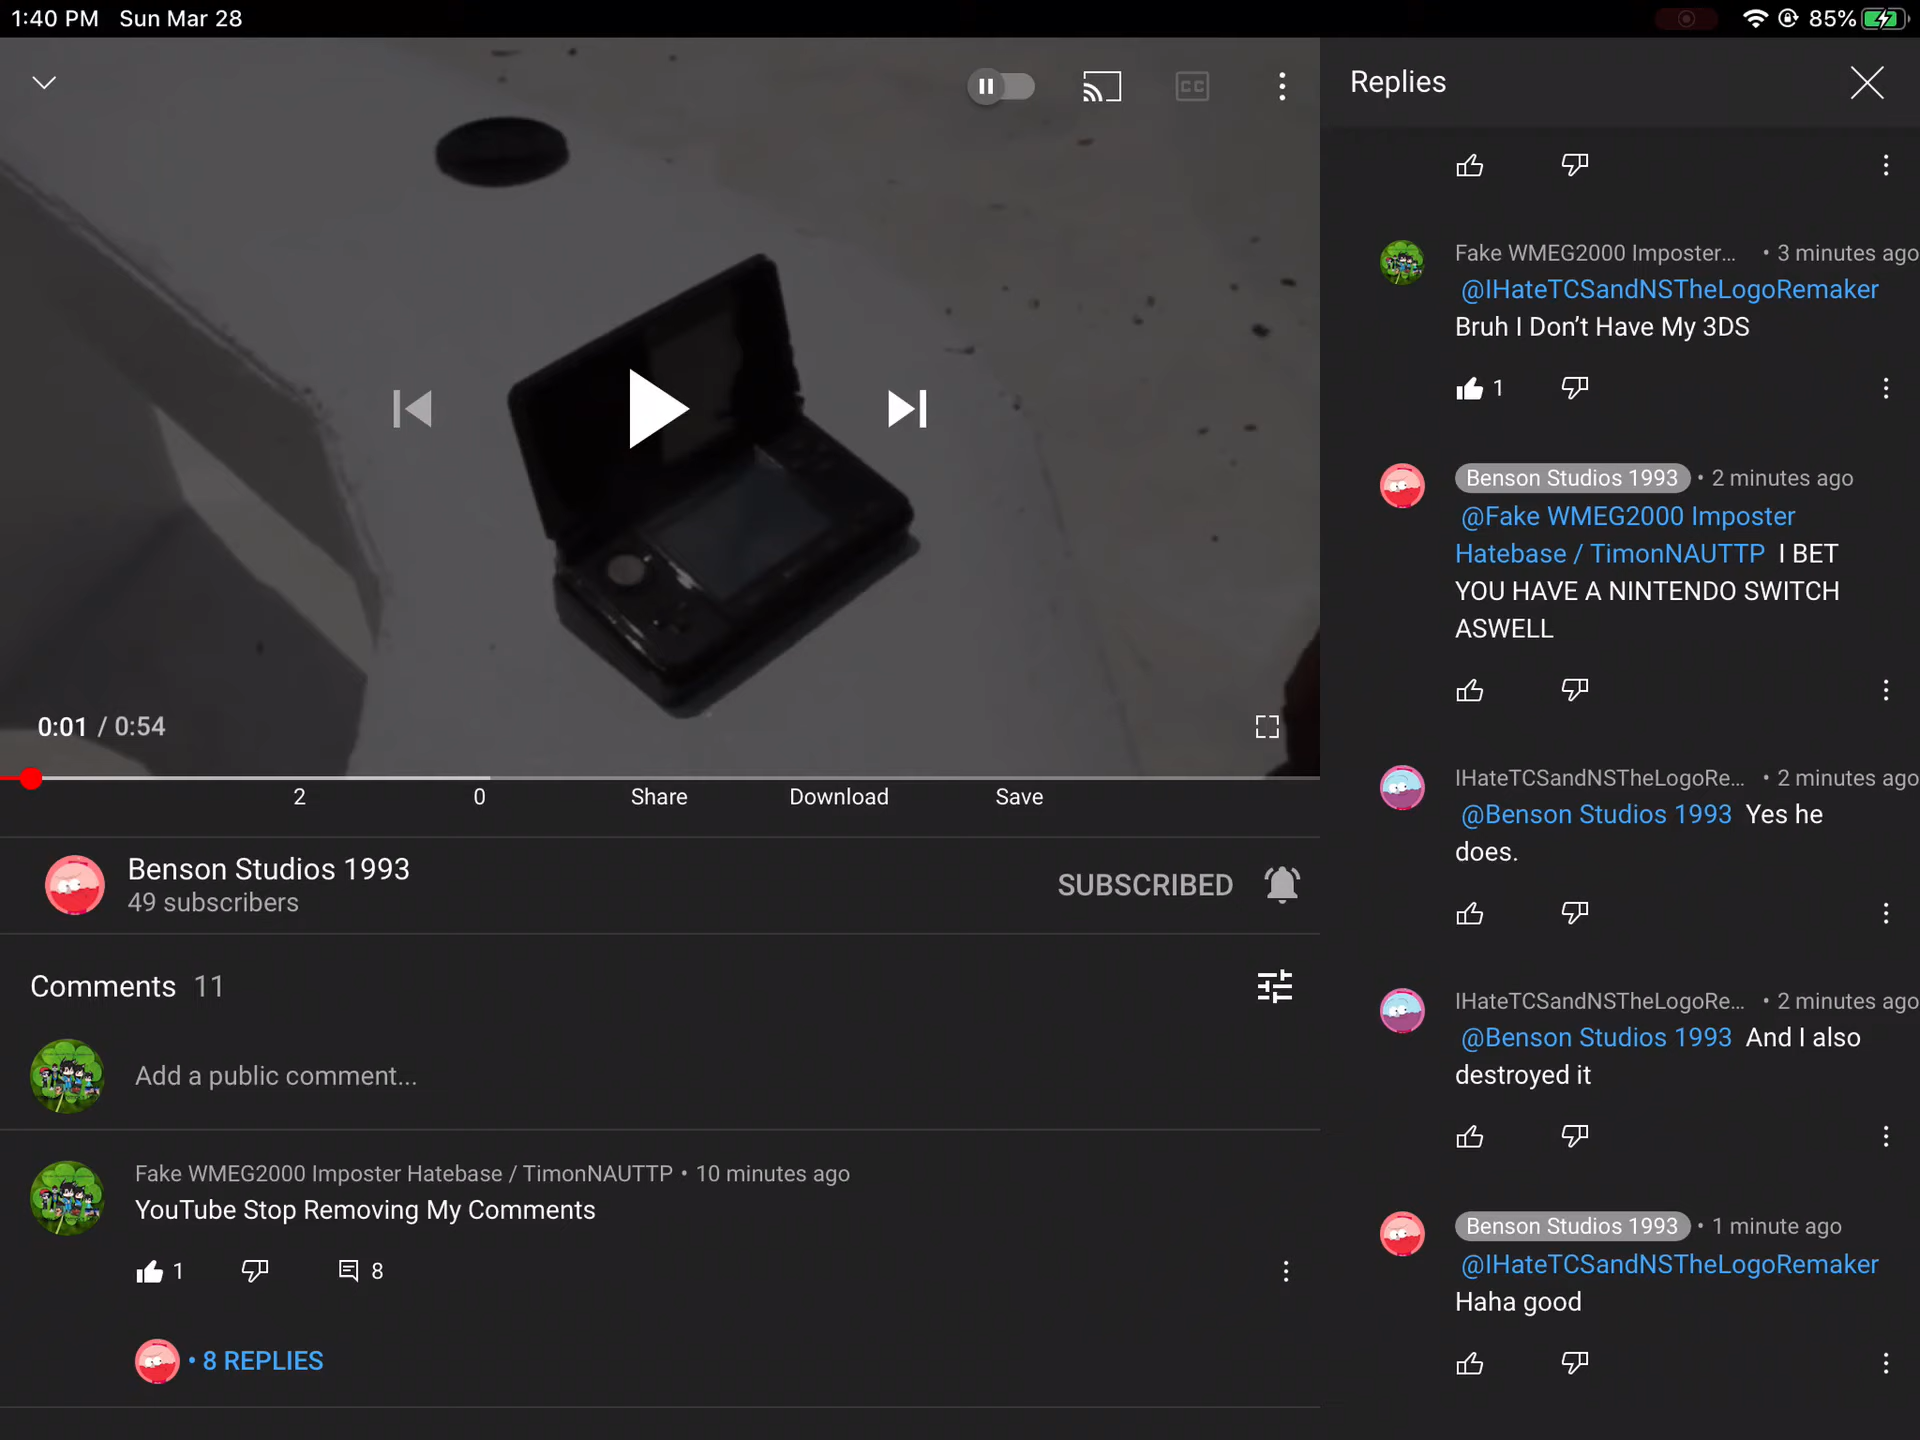 1:40 PM Sun Mar 28
85%
CC
0:01 / 0:54
2 0 Share Download Save
Benson Studios 1993
49 subscribers
SUBSCRIBED
Comments 11
Add a public comment...
Fake WMEG2000 Imposter Hatebase / TimonNAUTTP • 10 minutes ago
YouTube Stop Removing My Comments
1 8
• 8 REPLIES
Replies
Fake WMEG2000 Imposter... • 3 minutes ago
@IHateTCSandNSTheLogoRemaker
Bruh I Don’t Have My 3DS
1
Benson Studios 1993 • 2 minutes ago
@Fake WMEG2000 Imposter
Hatebase / TimonNAUTTP I BET
YOU HAVE A NINTENDO SWITCH
ASWELL
IHateTCSandNSTheLogoRe... • 2 minutes ago
@Benson Studios 1993 Yes he
does.
IHateTCSandNSTheLogoRe... • 2 minutes ago
@Benson Studios 1993 And I also
destroyed it
Benson Studios 1993 • 1 minute ago
@IHateTCSandNSTheLogoRemaker
Haha good